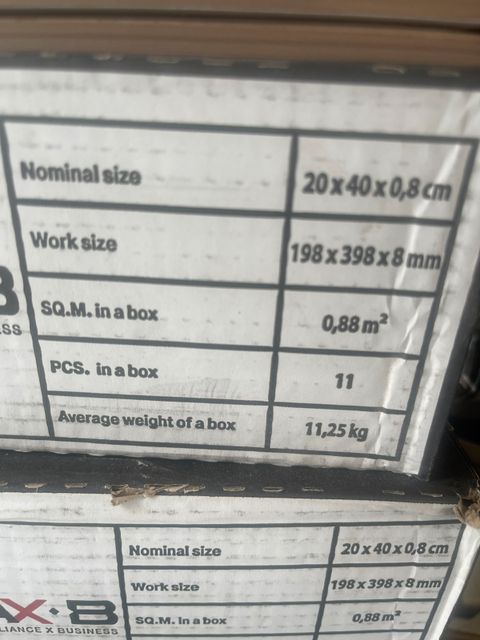 Nominal size 20 x 40 x 0,8 cm
Work size 198 x 398 x 8 mm
B
SS
SQ.M. in a box 0,88 m²
PCS. in a box 11
Average weight of a box 11,25 kg
Nominal size 20 x 40 x 0,8 cm
Work size 198 x 398 x 8 mm
AX·B
LIANCE X BUSINESS
SQ.M. in a box 0,88 m²